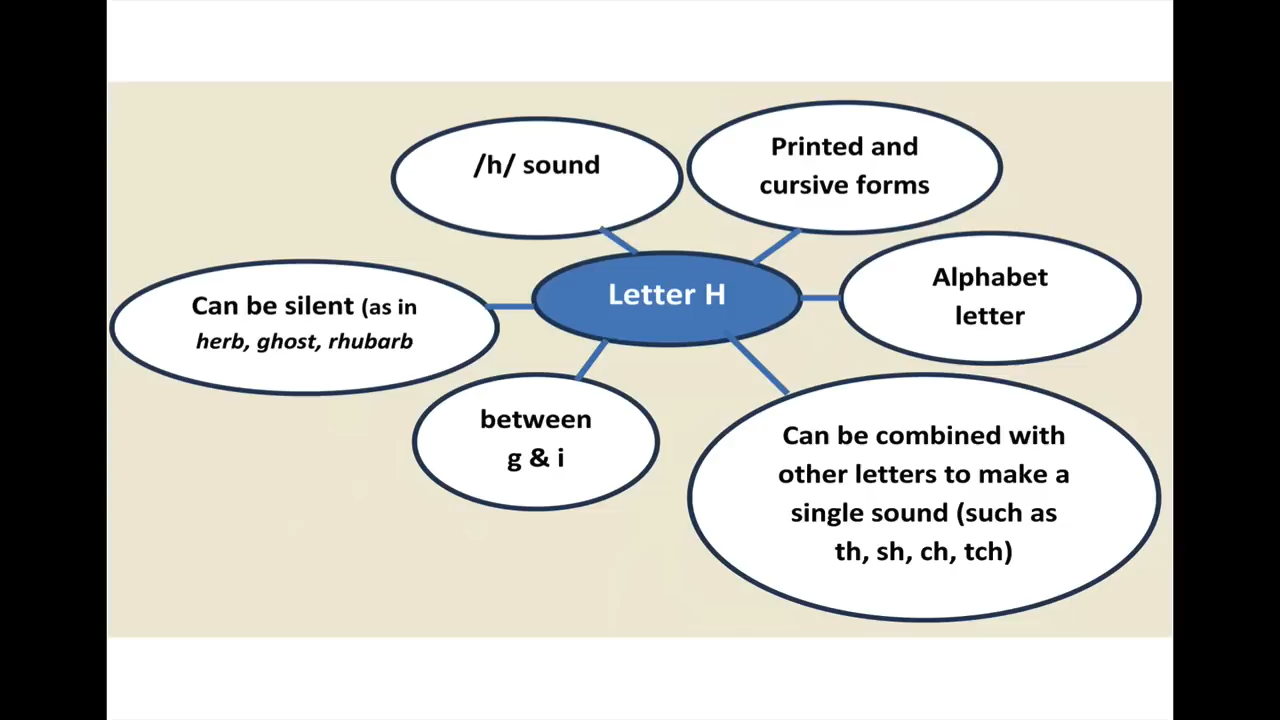 /h/ sound
Printed and
cursive forms
Letter H
Alphabet
letter
Can be silent (as in
herb, ghost, rhubarb
between
g & i
Can be combined with
other letters to make a
single sound (such as
th, sh, ch, tch)